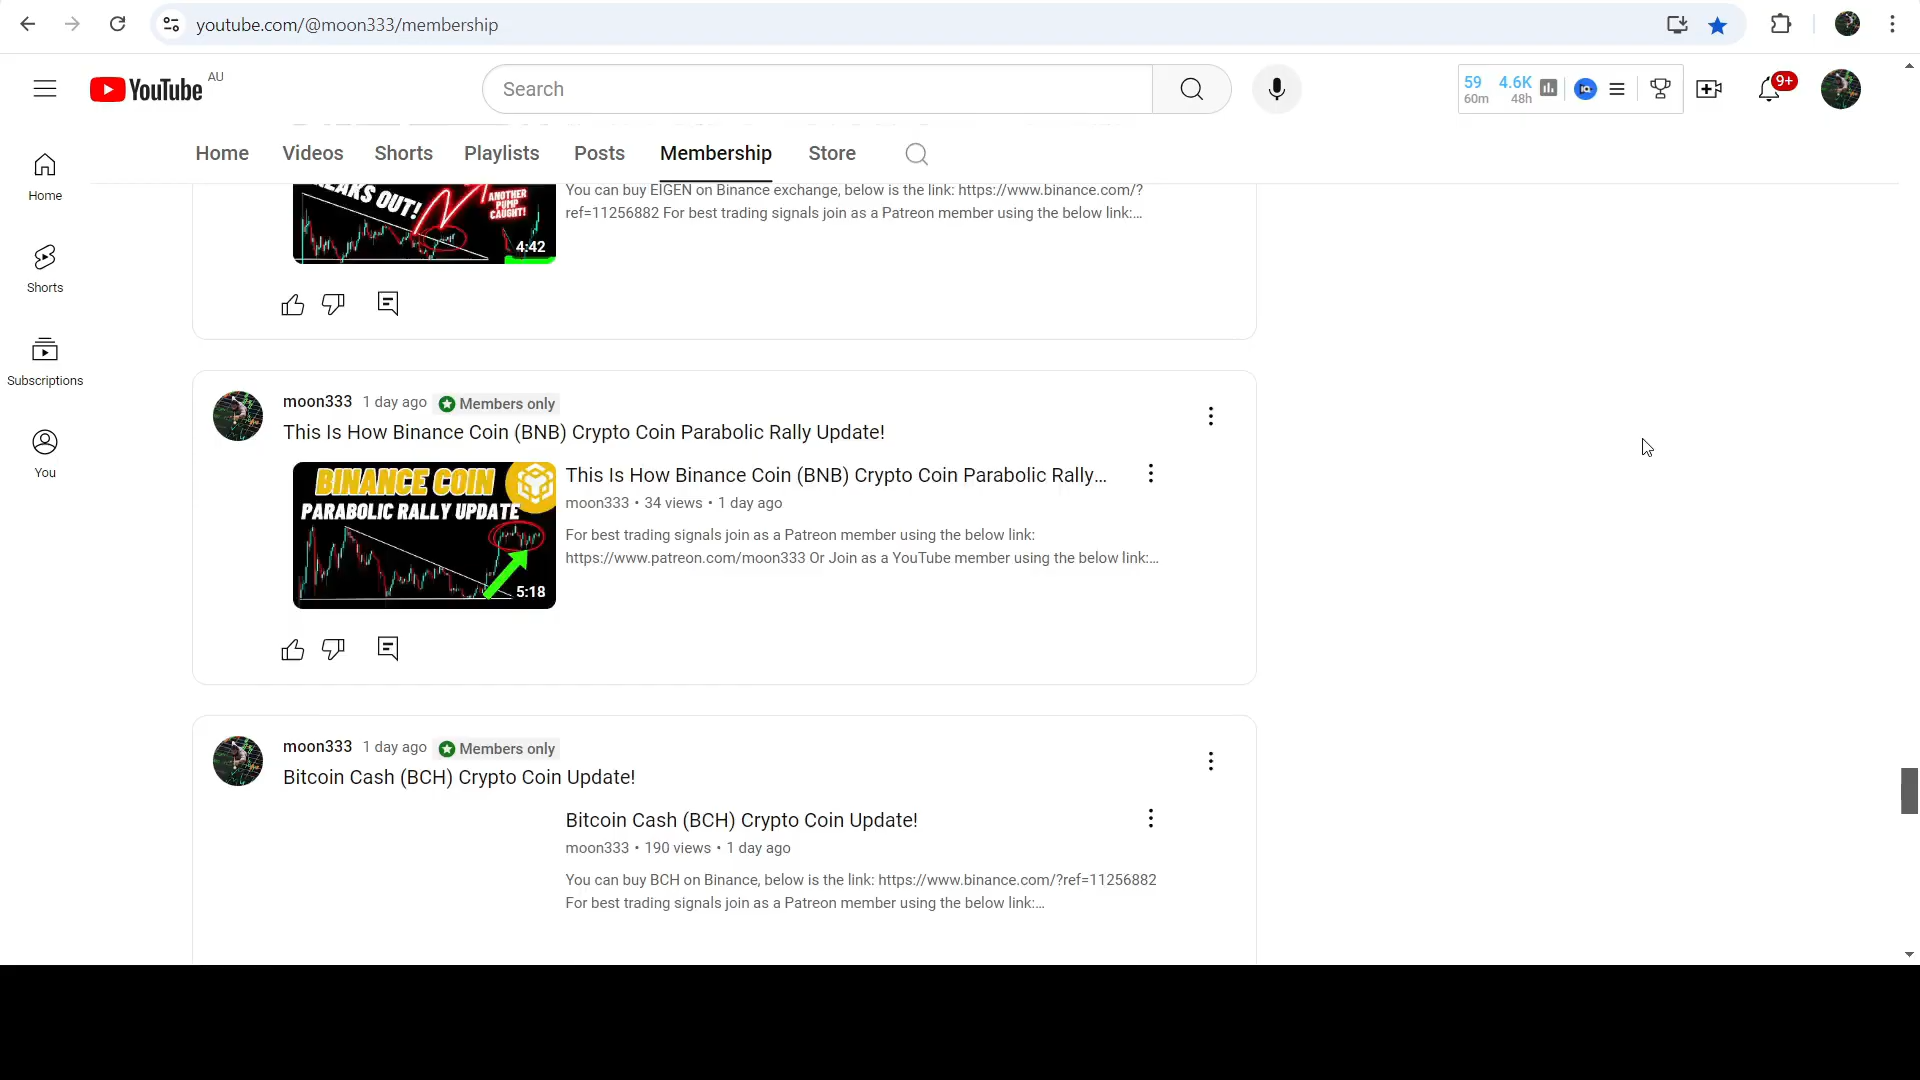 youtube.com/@moon333/membership
YouTube AU
Search
59 4.6K
60m 48h
IQ
9+
Home Videos Shorts Playlists Posts Membership Store
Home
Shorts
Subscriptions
You
OUT!
ANOTHER
PUMP
CAUGHT!
4:42
You can buy EIGEN on Binance exchange, below is the link: https://www.binance.com/?
ref=11256882 For best trading signals join as a Patreon member using the below link:...
moon333 1 day ago Members only
This Is How Binance Coin (BNB) Crypto Coin Parabolic Rally Update!
BINANCE COIN
PARABOLIC RALLY UPDATE
5:18
This Is How Binance Coin (BNB) Crypto Coin Parabolic Rally...
moon333 • 34 views • 1 day ago
For best trading signals join as a Patreon member using the below link:
https://www.patreon.com/moon333 Or Join as a YouTube member using the below link:...
moon333 1 day ago Members only
Bitcoin Cash (BCH) Crypto Coin Update!
Bitcoin Cash (BCH) Crypto Coin Update!
moon333 • 190 views • 1 day ago
You can buy BCH on Binance, below is the link: https://www.binance.com/?ref=11256882
For best trading signals join as a Patreon member using the below link:...